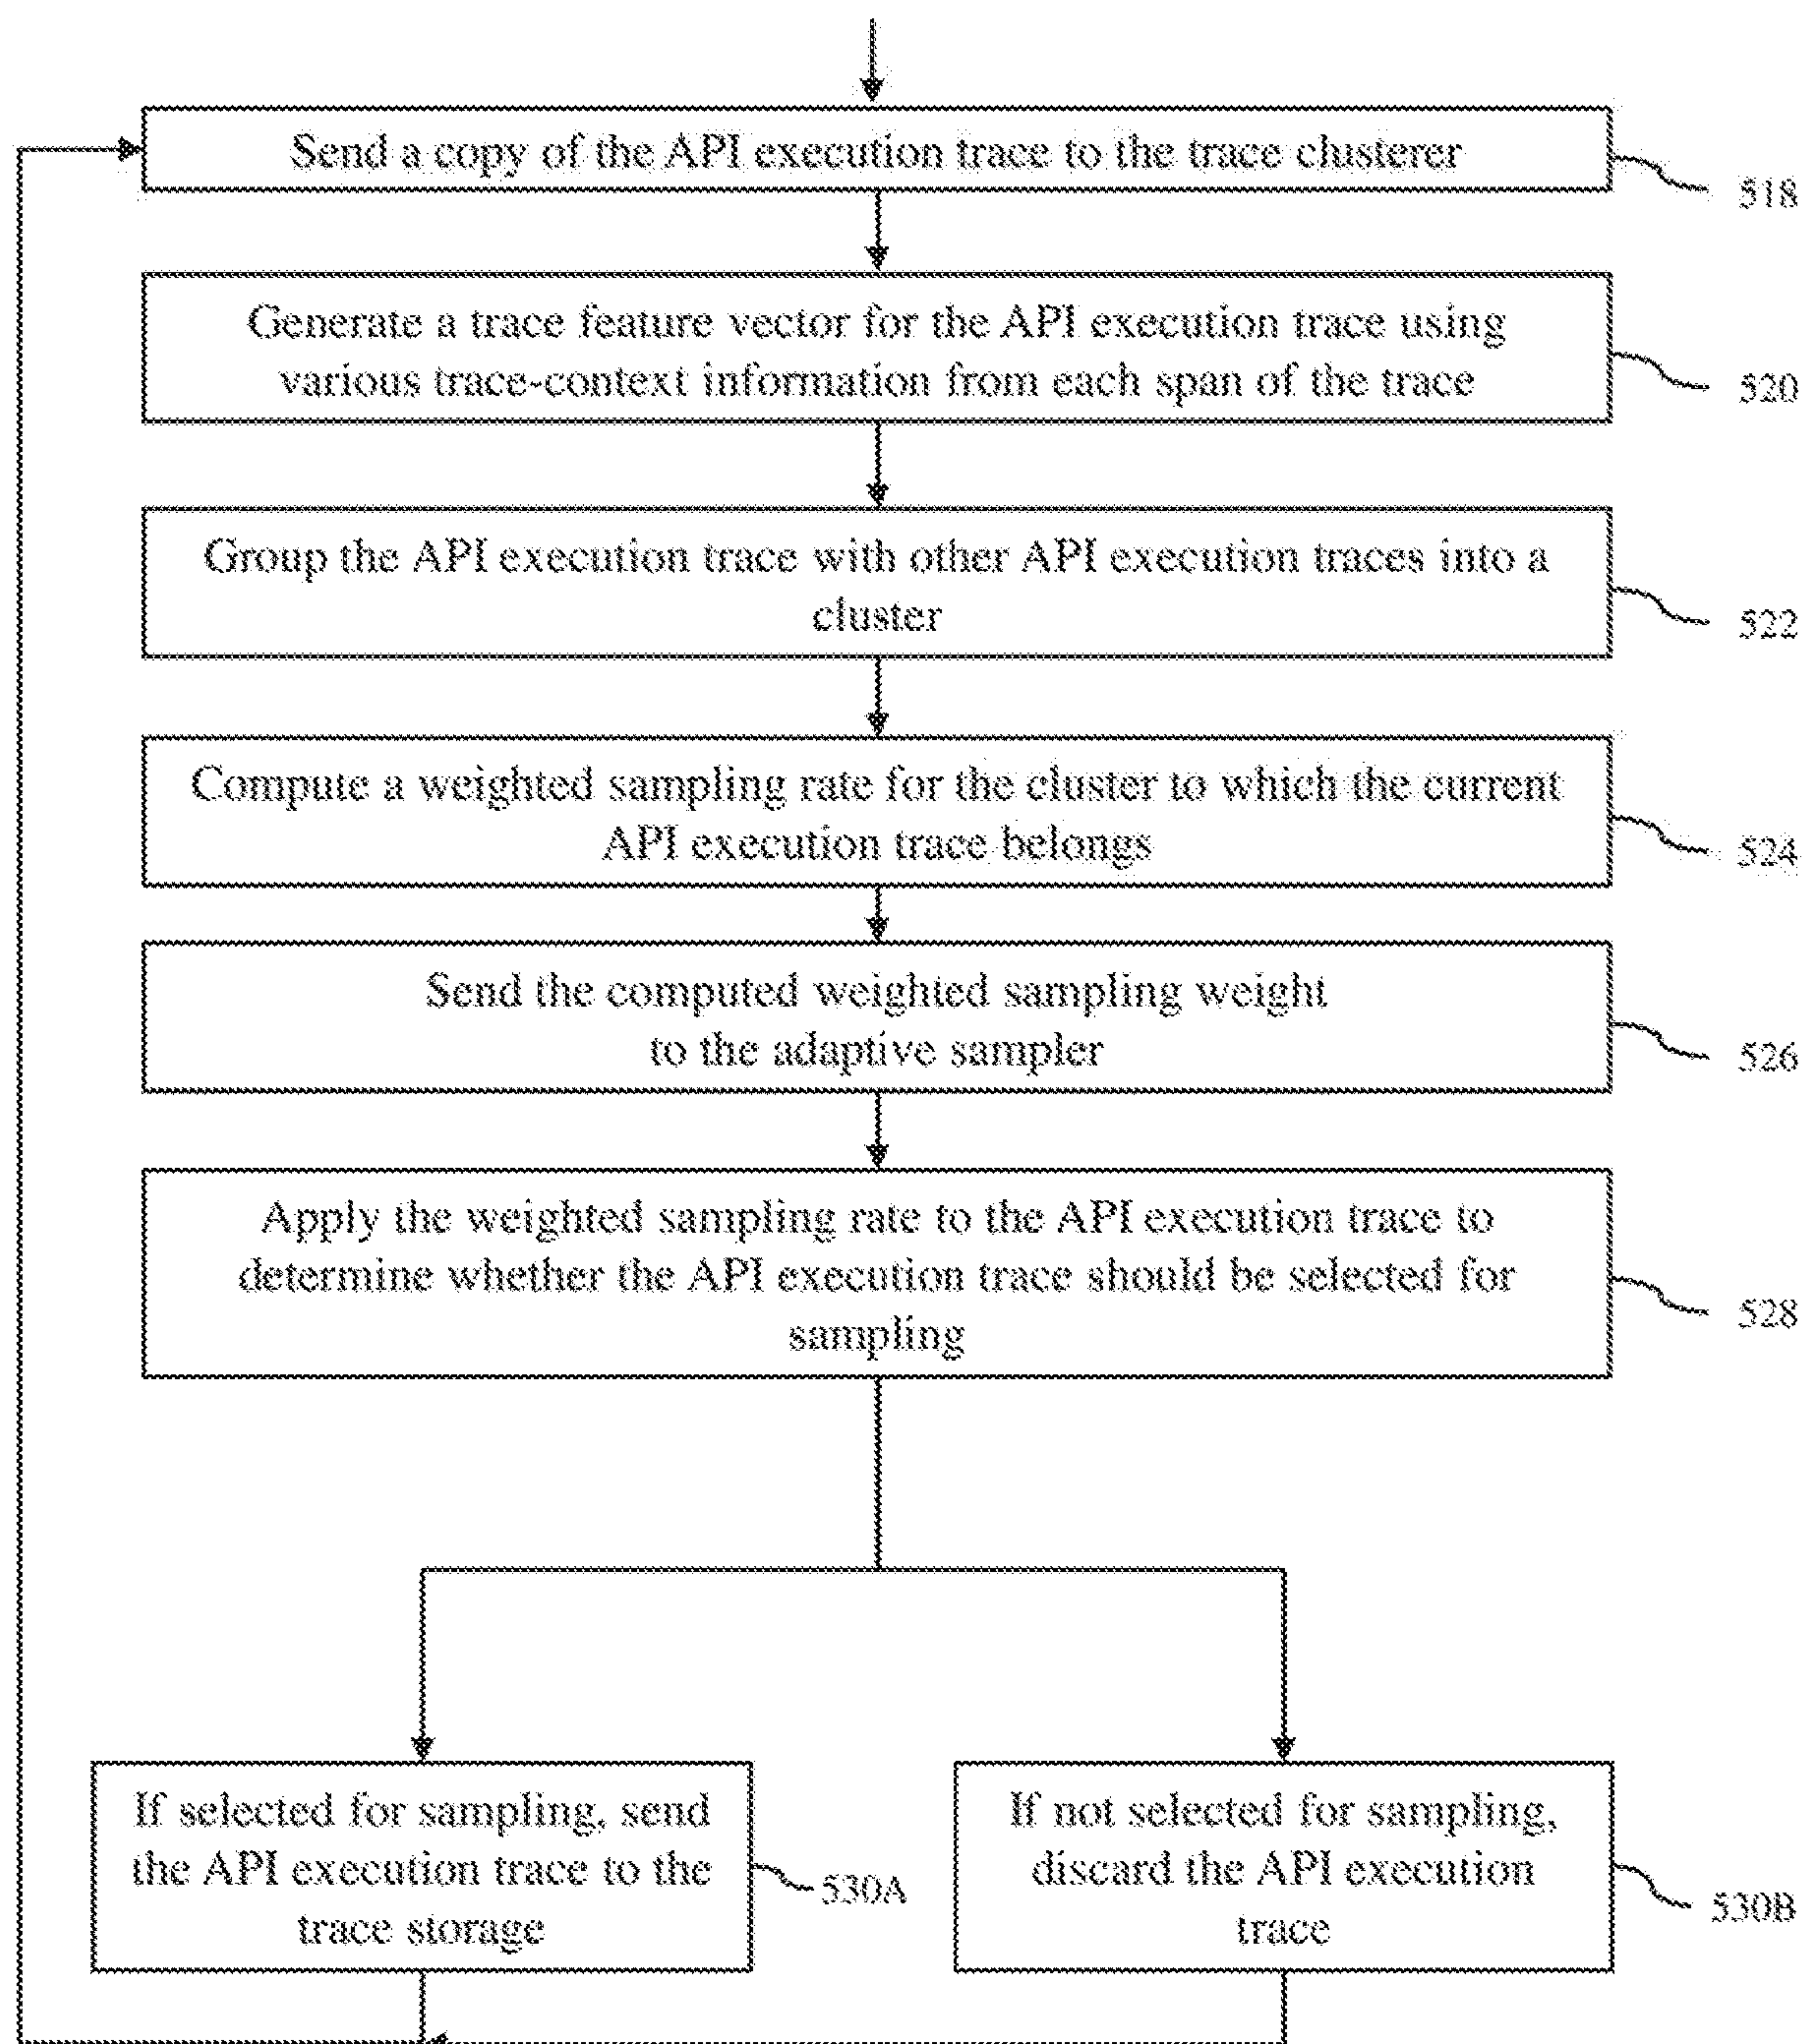 Send a copy of the API execution trace to the trace clusterer
518
Generate a trace feature vector for the API execution trace using
various trace-context information from each span of the trace
520
Group the API execution trace with other API execution traces into a
cluster
522
Compute a weighted sampling rate for the cluster to which the current
API execution trace belongs
524
Send the computed weighted sampling weight
to the adaptive sampler
526
Apply the weighted sampling rate to the API execution trace to
determine whether the API execution trace should be selected for
sampling
528
If selected for sampling, send
the API execution trace to the
trace storage
530A
If not selected for sampling,
discard the API execution
trace
530B